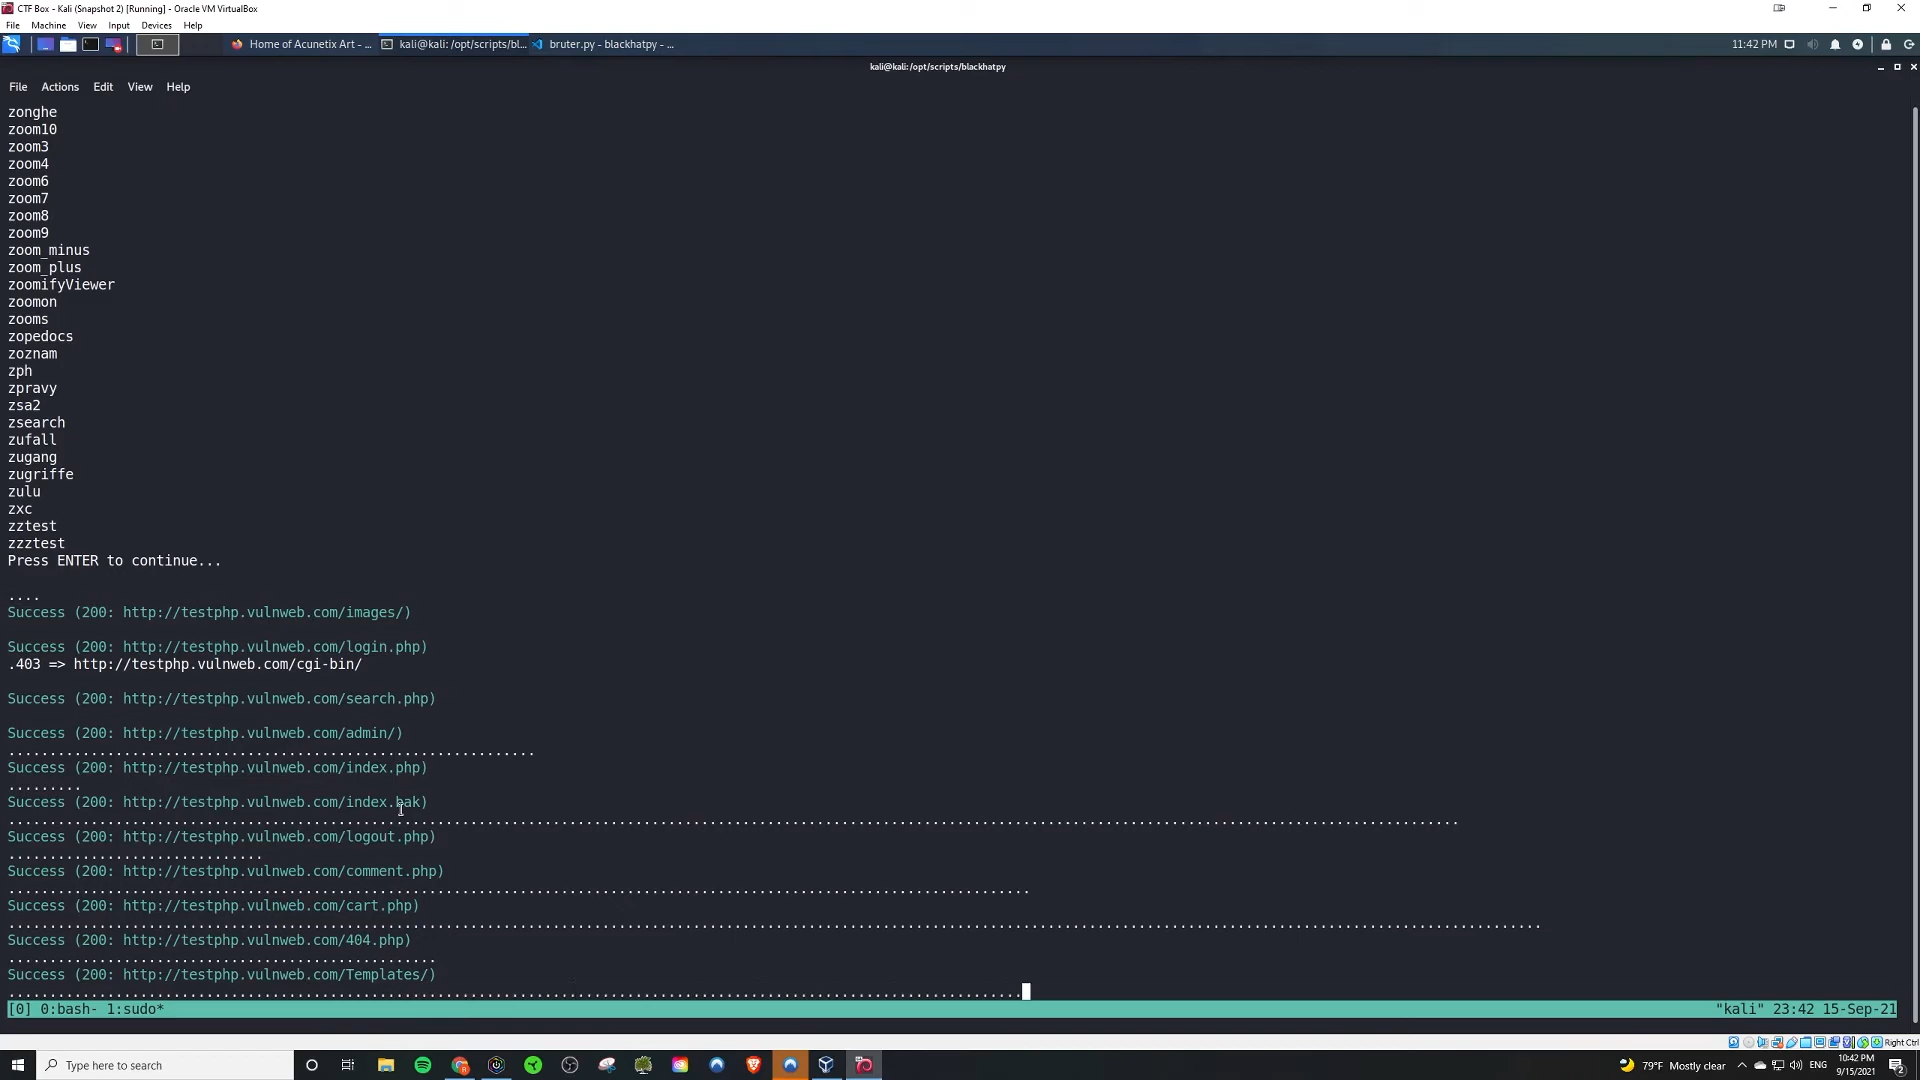 CTF Box - Kali (Snapshot 2) [Running] - Oracle VM VirtualBox
File Machine View Input Devices Help
Home of Acunetix Art - ... kali@kali: /opt/scripts/bl... bruter.py - blackhatpy - ... 11:42 PM
kali@kali: /opt/scripts/blackhatpy
File Actions Edit View Help
zonghe
zoom10
zoom3
zoom4
zoom6
zoom7
zoom8
zoom9
zoom_minus
zoom_plus
zoomifyViewer
zoomon
zooms
zopedocs
zoznam
zph
zpravy
zsa2
zsearch
zufall
zugang
zugriffe
zulu
zxc
zztest
zzztest
Press ENTER to continue...
....
Success (200: http://testphp.vulnweb.com/images/)
Success (200: http://testphp.vulnweb.com/login.php)
.403 => http://testphp.vulnweb.com/cgi-bin/
Success (200: http://testphp.vulnweb.com/search.php)
Success (200: http://testphp.vulnweb.com/admin/)
................................................................
Success (200: http://testphp.vulnweb.com/index.php)
.........
Success (200: http://testphp.vulnweb.com/index.bak)
................................................................................................................................................................................
Success (200: http://testphp.vulnweb.com/logout.php)
...............................
Success (200: http://testphp.vulnweb.com/comment.php)
............................................................................................................................
Success (200: http://testphp.vulnweb.com/cart.php)
..........................................................................................................................................................................................
Success (200: http://testphp.vulnweb.com/404.php)
....................................................
Success (200: http://testphp.vulnweb.com/Templates/)
...........................................................................................................................
[0] 0:bash- 1:sudo* "kali" 23:42 15-Sep-21
Right Ctrl
Type here to search 79°F Mostly clear ENG 10:42 PM
9/15/2021